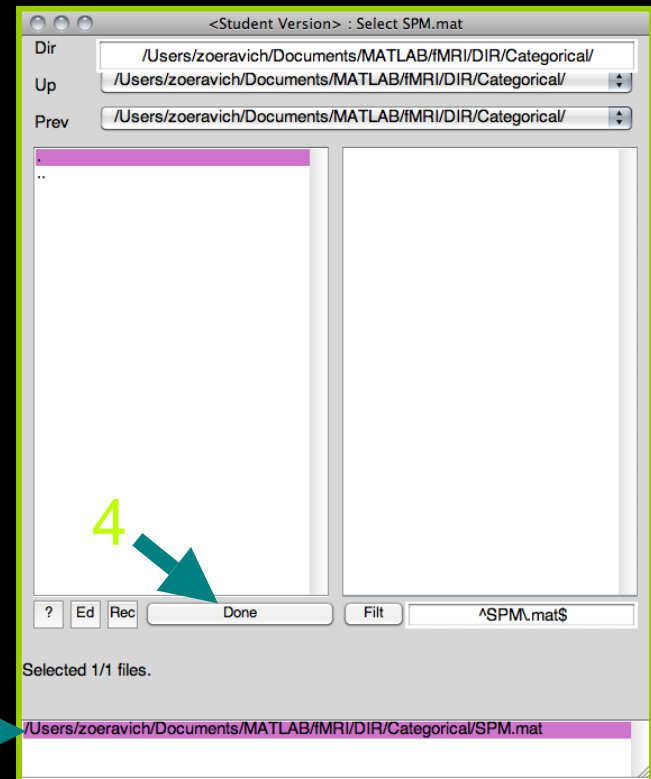 <Student Version> : Select SPM.mat
Dir /Users/zoeravich/Documents/MATLAB/fMRI/DIR/Categorical/
Up /Users/zoeravich/Documents/MATLAB/fMRI/DIR/Categorical/
Prev /Users/zoeravich/Documents/MATLAB/fMRI/DIR/Categorical/
.
..
4
? Ed Rec Done Filt ^SPM\.mat$
Selected 1/1 files.
/Users/zoeravich/Documents/MATLAB/fMRI/DIR/Categorical/SPM.mat